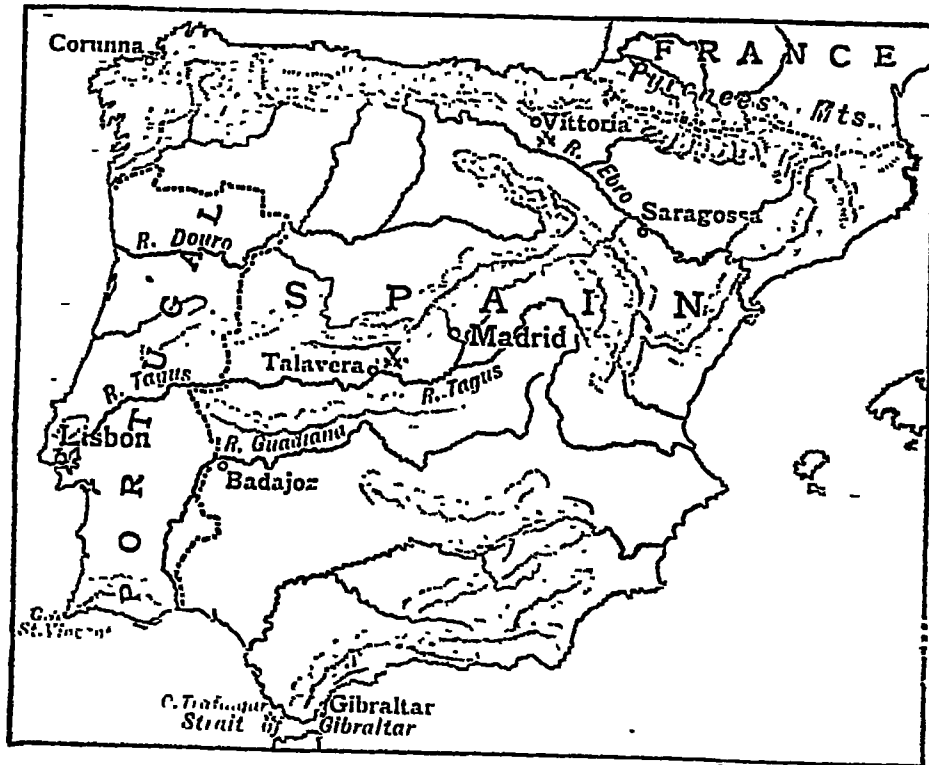 Corunna
FRANCE
Pyrenees Mts.
Vittoria
R. Ebro
Saragossa
R. Douro
PORTUGAL
SPAIN
Madrid
Talavera
R. Tagus
R. Tagus
Lisbon
R. Guadiana
Badajoz
C.
St. Vincent
C. Trafalgar
Gibraltar
Strait of Gibraltar